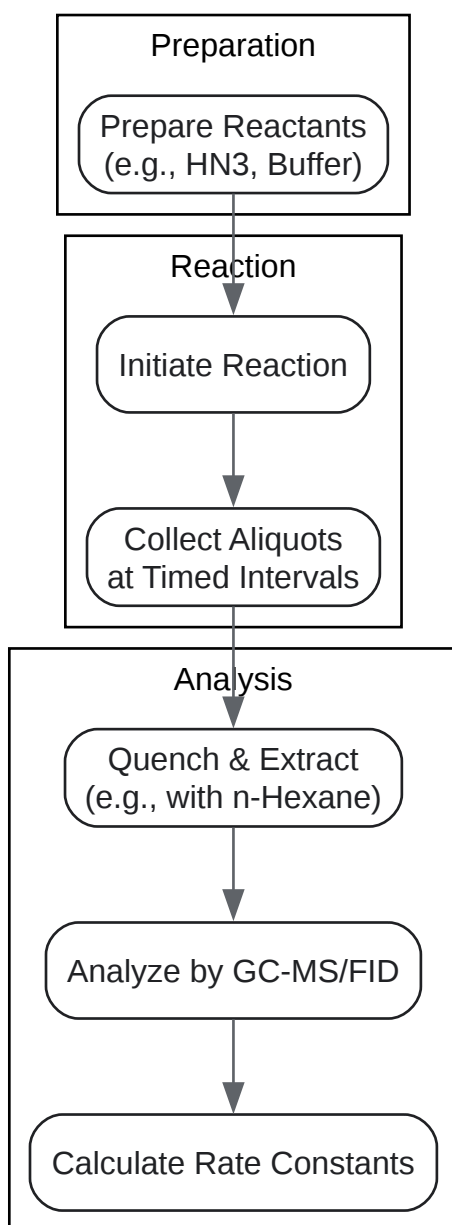 Preparation
Prepare Reactants
(e.g., HN3, Buffer)
Reaction
Initiate Reaction
Collect Aliquots
at Timed Intervals
Analysis
Quench & Extract
(e.g., with n-Hexane)
Analyze by GC-MS/FID
Calculate Rate Constants